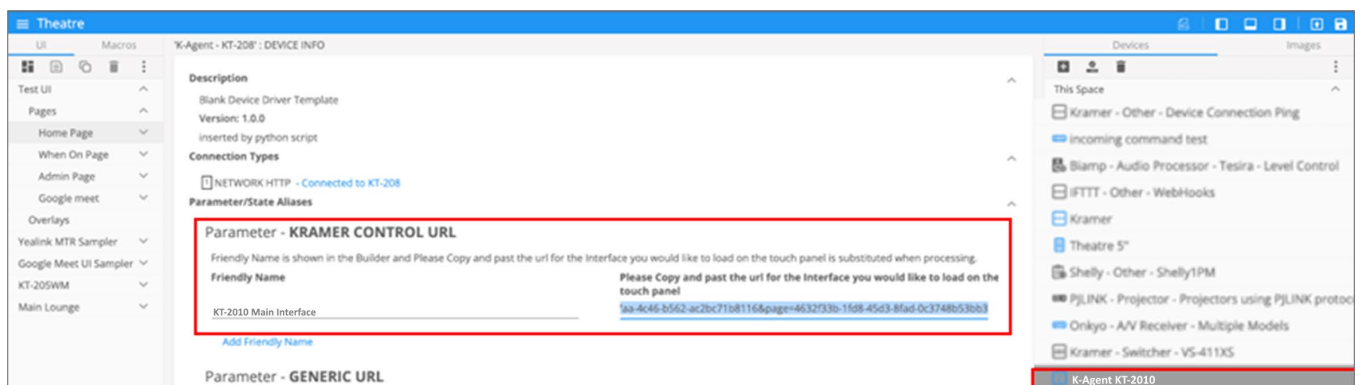 Theatre
UI Macros
'K-Agent - KT-208' : DEVICE INFO
Devices Images
Test UI
Pages
Home Page
When On Page
Admin Page
Google meet
Overlays
Yealink MTR Sampler
Google Meet UI Sampler
KT-205WM
Main Lounge
Description
Blank Device Driver Template
Version: 1.0.0
inserted by python script
Connection Types
NETWORK HTTP - Connected to KT-208
Parameter/State Aliases
Parameter - KRAMER CONTROL URL
Friendly Name is shown in the Builder and Please Copy and past the url for the Interface you would like to load on the touch panel is substituted when processing.
Friendly Name
KT-2010 Main Interface
Please Copy and past the url for the Interface you would like to load on the
touch panel
'aa-4c46-b562-ac2bc71b8116&page=4632f33b-1fd8-45d3-8fad-0c3748b53bb3
Add Friendly Name
Parameter - GENERIC URL
This Space
Kramer - Other - Device Connection Ping
incoming command test
Biamp - Audio Processor - Tesira - Level Control
IFTTT - Other - WebHooks
Kramer
Theatre 5"
Shelly - Other - Shelly1PM
PJLINK - Projector - Projectors using PJLINK protoc
Onkyo - A/V Receiver - Multiple Models
Kramer - Switcher - VS-411XS
K-Agent KT-2010